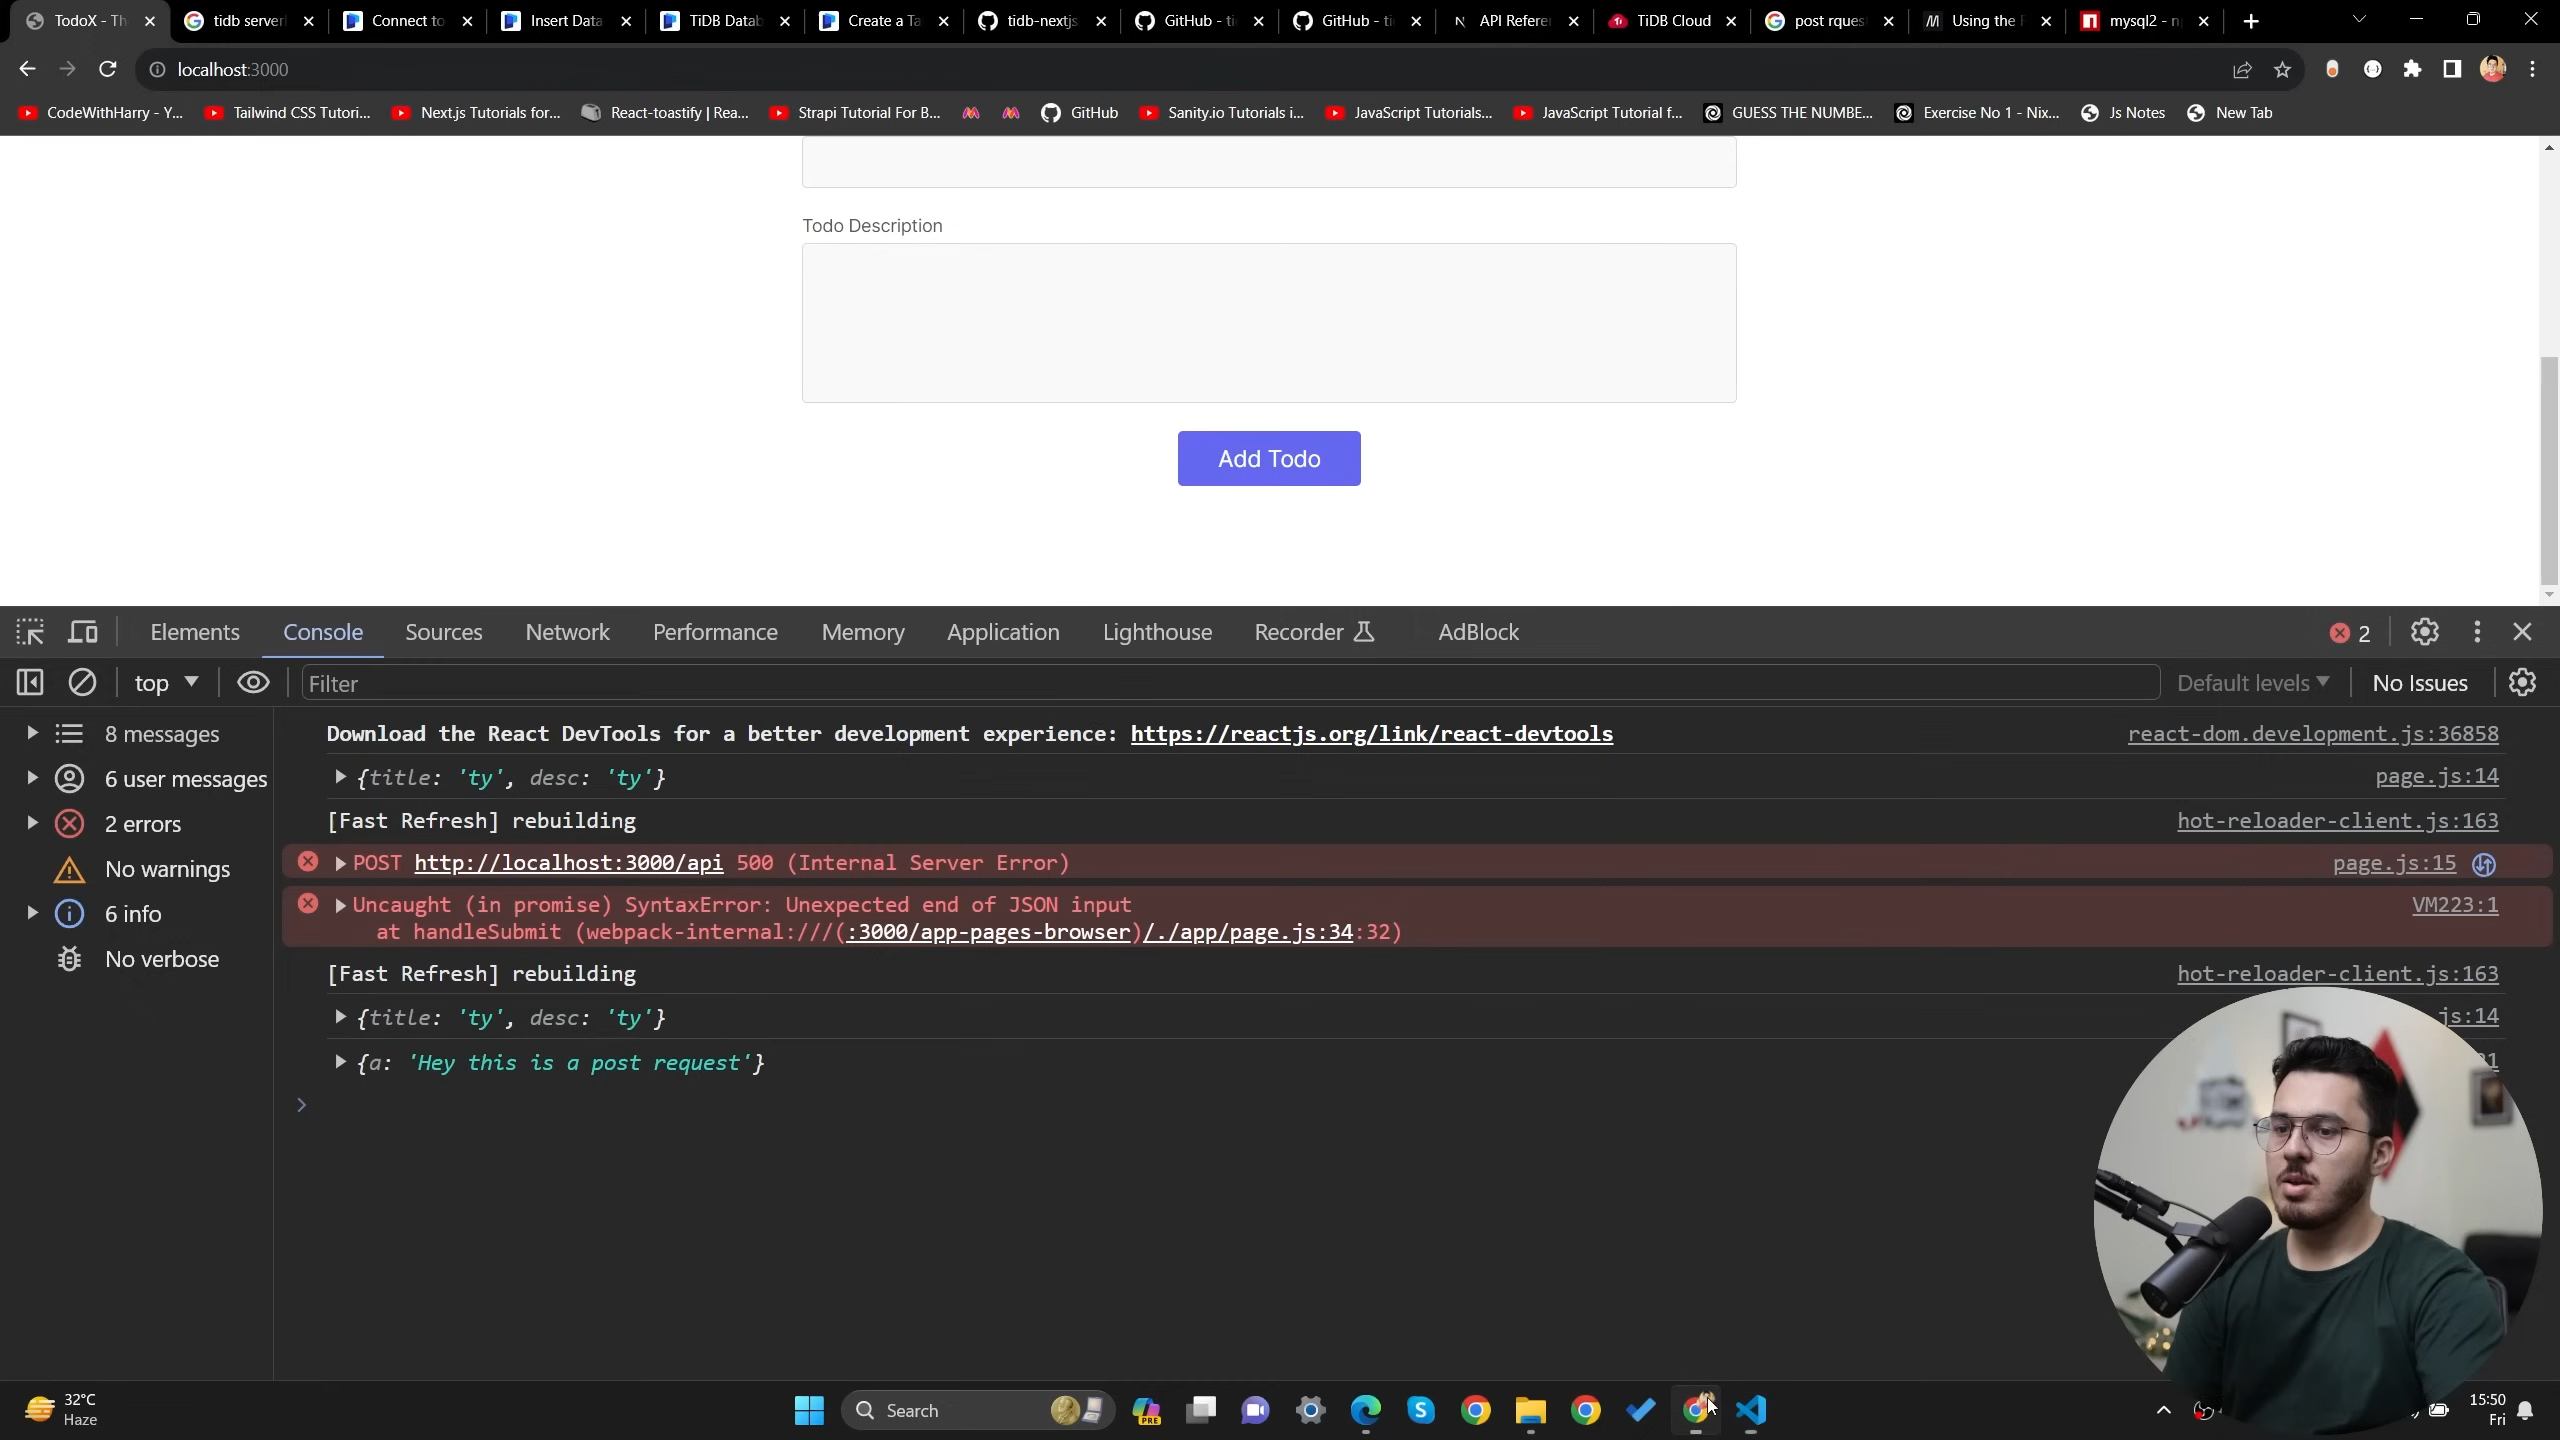 TodoX - Th
tidb server
Connect to
Insert Data
TiDB Datab
Create a Ta
tidb-nextjs
GitHub - ti
GitHub - ti
API Referen
TiDB Cloud
post rques
Using the F
mysql2 - n
localhost:3000
CodeWithHarry - Y...
Tailwind CSS Tutori...
Next.js Tutorials for...
React-toastify | Rea...
Strapi Tutorial For B...
GitHub
Sanity.io Tutorials i...
JavaScript Tutorials...
JavaScript Tutorial f...
GUESS THE NUMBE...
Exercise No 1 - Nix...
Js Notes
New Tab
Todo Description
Add Todo
Elements
Console
Sources
Network
Performance
Memory
Application
Lighthouse
Recorder
AdBlock
2
top
Filter
Default levels
No Issues
8 messages
6 user messages
2 errors
No warnings
6 info
No verbose
Download the React DevTools for a better development experience: https://reactjs.org/link/react-devtools react-dom.development.js:36858
{title: 'ty', desc: 'ty'} page.js:14
[Fast Refresh] rebuilding hot-reloader-client.js:163
POST http://localhost:3000/api 500 (Internal Server Error) page.js:15
Uncaught (in promise) SyntaxError: Unexpected end of JSON input VM223:1
at handleSubmit (webpack-internal:///(:3000/app-pages-browser)/./app/page.js:34:32)
[Fast Refresh] rebuilding hot-reloader-client.js:163
{title: 'ty', desc: 'ty'} js:14
{a: 'Hey this is a post request'} 1
32°C
Haze
Search
PRE
15:50
Fri